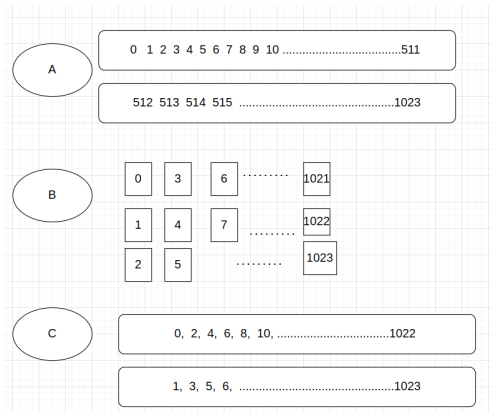 A
0 1 2 3 4 5 6 7 8 9 10 ........................................511
512 513 514 515 ...............................................1023
B
0 3 6 ......... 1021
1 4 7 ......... 1022
2 5 ......... 1023
C
0, 2, 4, 6, 8, 10, ..................................1022
1, 3, 5, 6, ...............................................1023